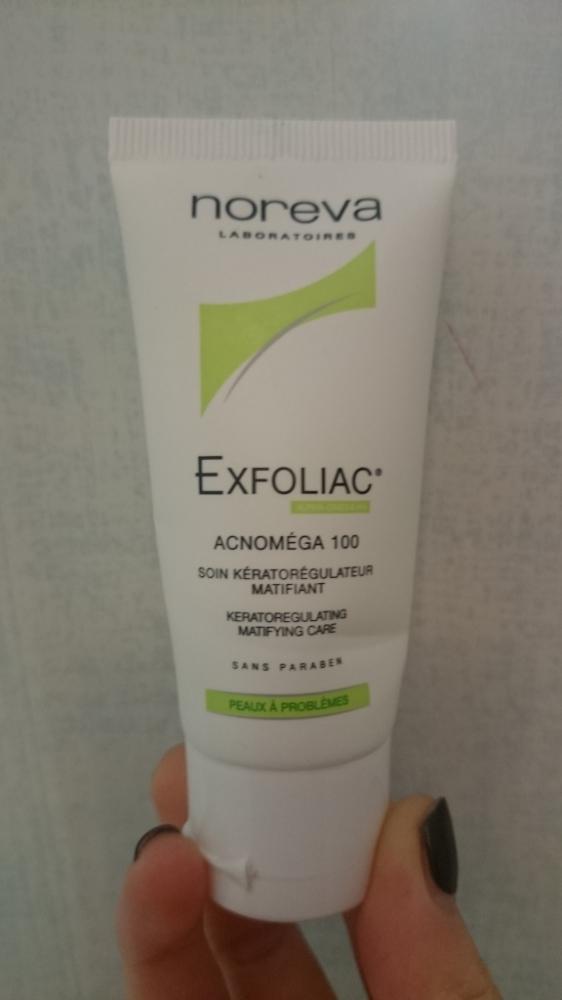 noreva
LABORATOIRES
EXFOLIAC®
ACNOMÉGA 100
SOIN KÉRATORÉGULATEUR
MATIFIANT
KERATOREGULATING
MATIFYING CARE
SANS PARABEN
PEAUX À PROBLÈMES